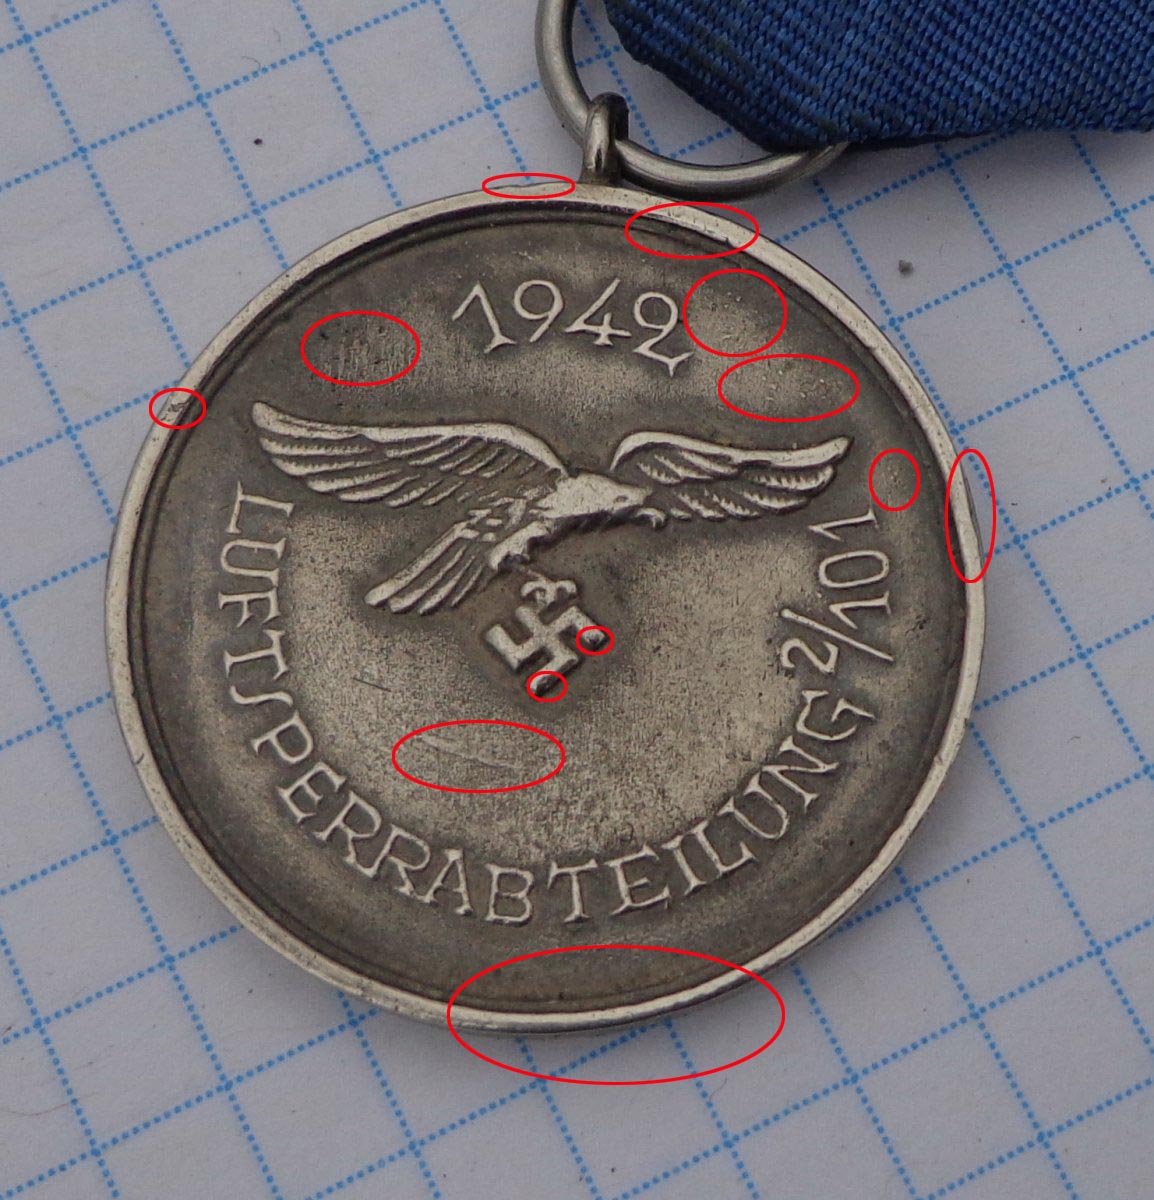 1942
LUFTSPERRABTEILUNG 2/101